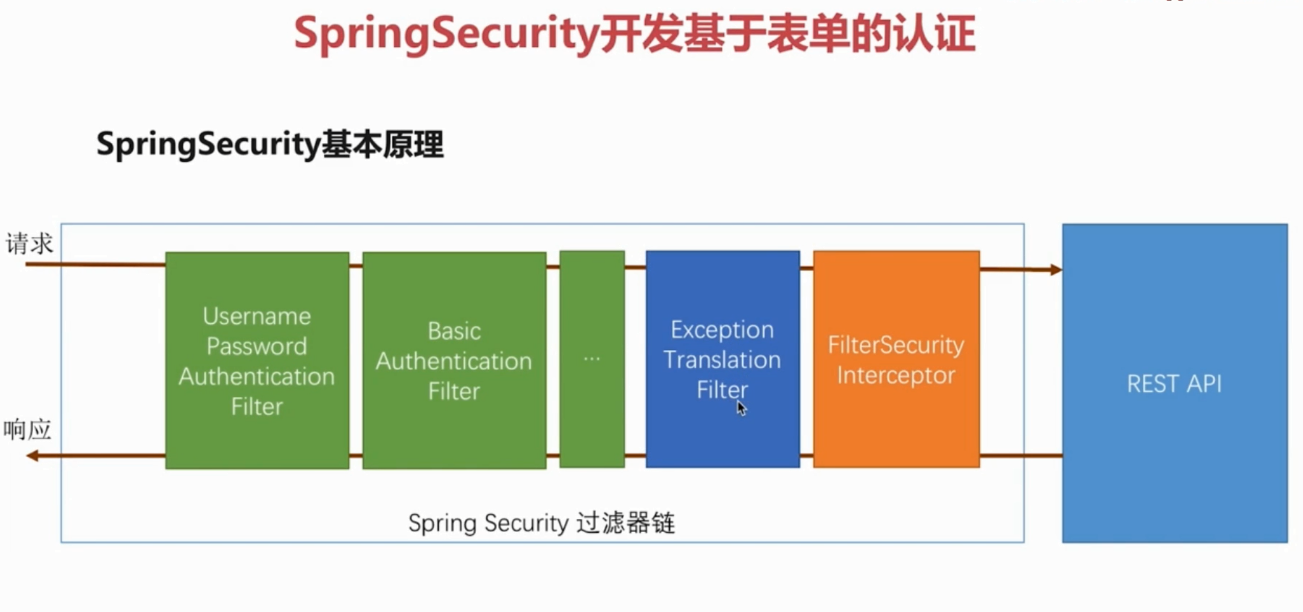 SpringSecurity开发基于表单的认证
SpringSecurity基本原理
请求
响应
Username
Password
Authentication
Filter
Basic
Authentication
Filter
...
Exception
Translation
Filter
FilterSecurity
Interceptor
REST API
Spring Security 过滤器链